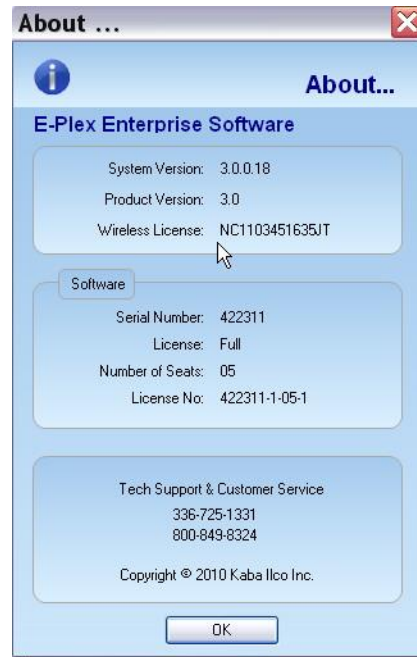 About ...
About...
E-Plex Enterprise Software
System Version: 3.0.0.18
Product Version: 3.0
Wireless License: NC1103451635JT
Software
Serial Number: 422311
License: Full
Number of Seats: 05
License No: 422311-1-05-1
Tech Support & Customer Service
336-725-1331
800-849-8324
Copyright © 2010 Kaba Ilco Inc.
OK